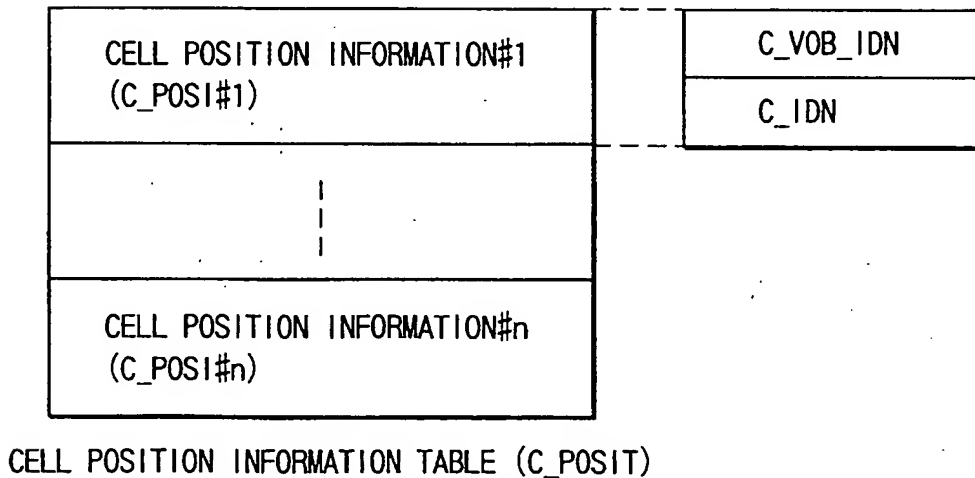 CELL POSITION INFORMATION#1
(C_POSI#1)
C_VOB_IDN
C_IDN
CELL POSITION INFORMATION#n
(C_POSI#n)
CELL POSITION INFORMATION TABLE (C_POSIT)